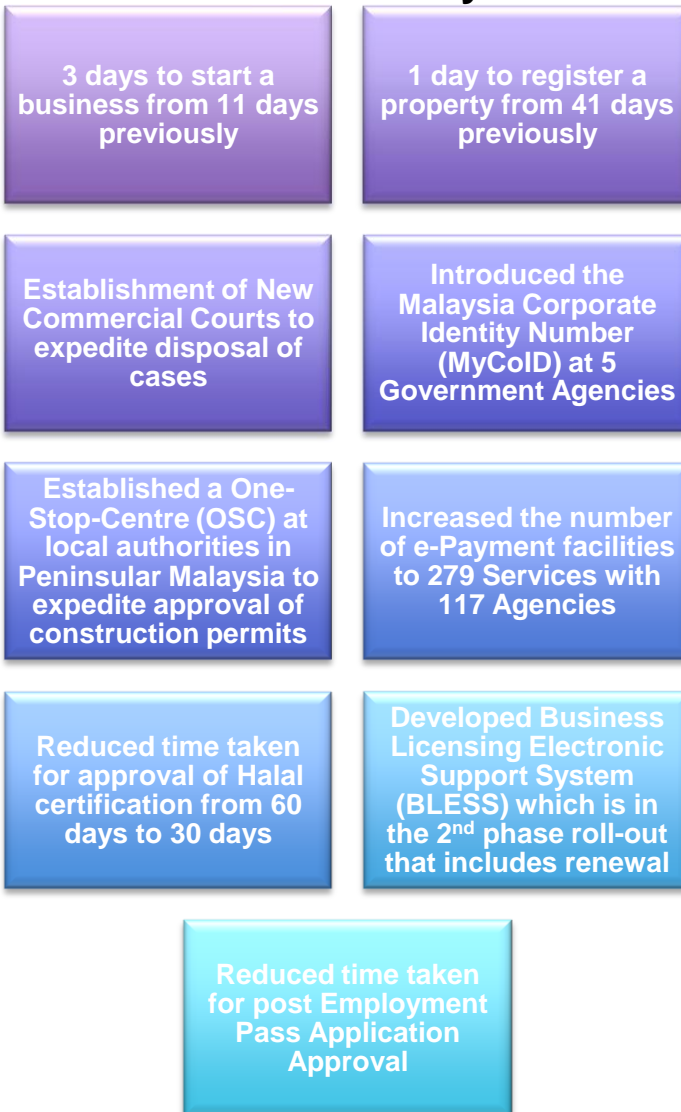 3 days to start a
business from 11 days
previously
1 day to register a
property from 41 days
previously
Establishment of New
Commercial Courts to
expedite disposal of
cases
Introduced the
Malaysia Corporate
Identity Number
(MyCoID) at 5
Government Agencies
Established a One-
Stop-Centre (OSC) at
local authorities in
Peninsular Malaysia to
expedite approval of
construction permits
Increased the number
of e-Payment facilities
to 279 Services with
117 Agencies
Reduced time taken
for approval of Halal
certification from 60
days to 30 days
Developed Business
Licensing Electronic
Support System
(BLESS) which is in
the 2nd phase roll-out
that includes renewal
Reduced time taken
for post Employment
Pass Application
Approval